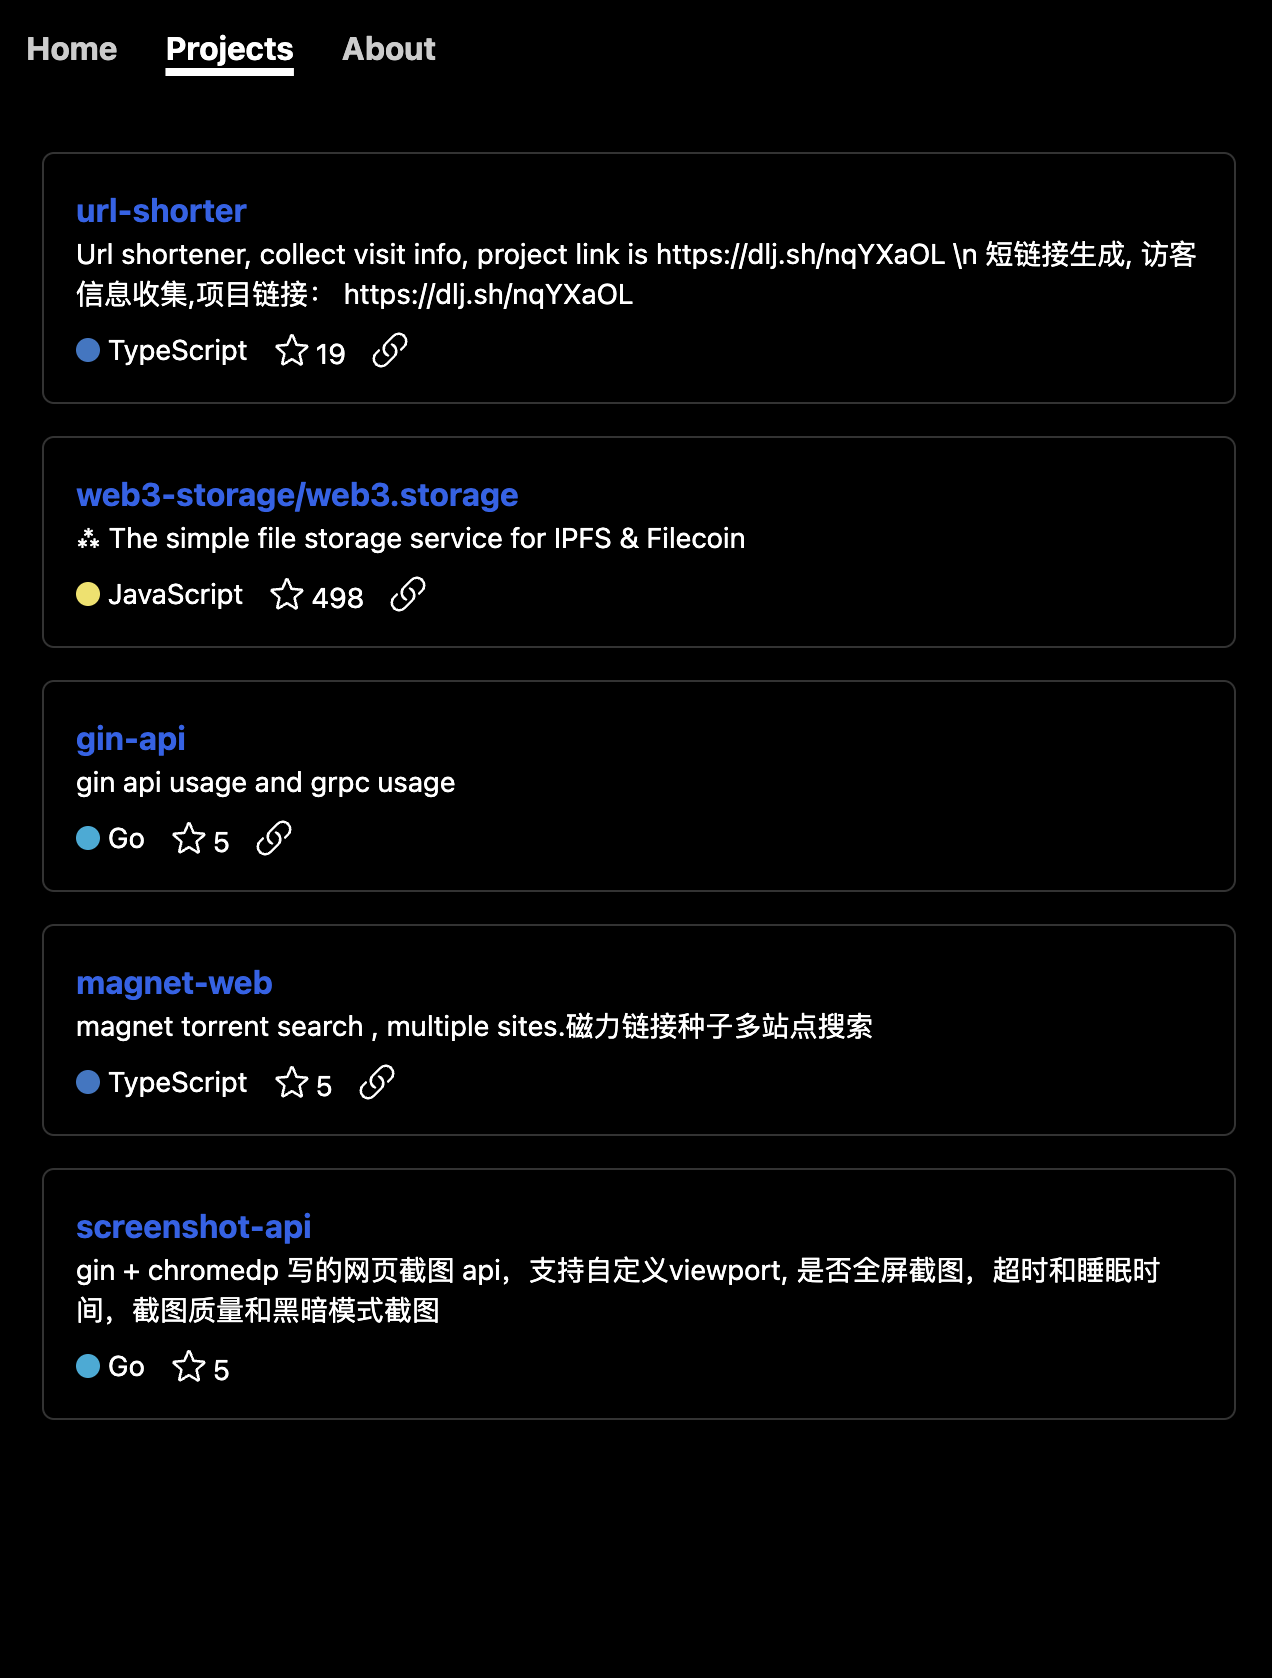 Home Projects About
url-shorter
Url shortener, collect visit info, project link is https://dlj.sh/nqYXaOL \n 短链接生成, 访客
信息收集,项目链接： https://dlj.sh/nqYXaOL
TypeScript 19
web3-storage/web3.storage
⁂ The simple file storage service for IPFS & Filecoin
JavaScript 498
gin-api
gin api usage and grpc usage
Go 5
magnet-web
magnet torrent search , multiple sites.磁力链接种子多站点搜索
TypeScript 5
screenshot-api
gin + chromedp 写的网页截图 api，支持自定义viewport, 是否全屏截图，超时和睡眠时
间，截图质量和黑暗模式截图
Go 5